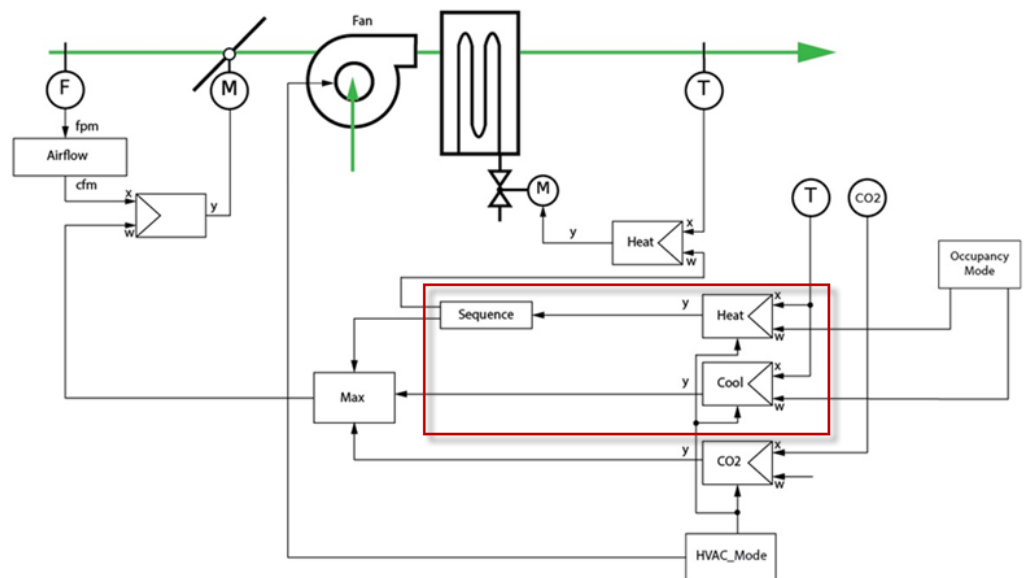 Fan
F
M
T
fpm
Airflow
cfm
x
w
y
M
T
CO2
y
Heat
x
w
Occupancy
Mode
Sequence
y
Heat
x
w
Max
y
Cool
x
w
y
CO2
x
w
HVAC_Mode